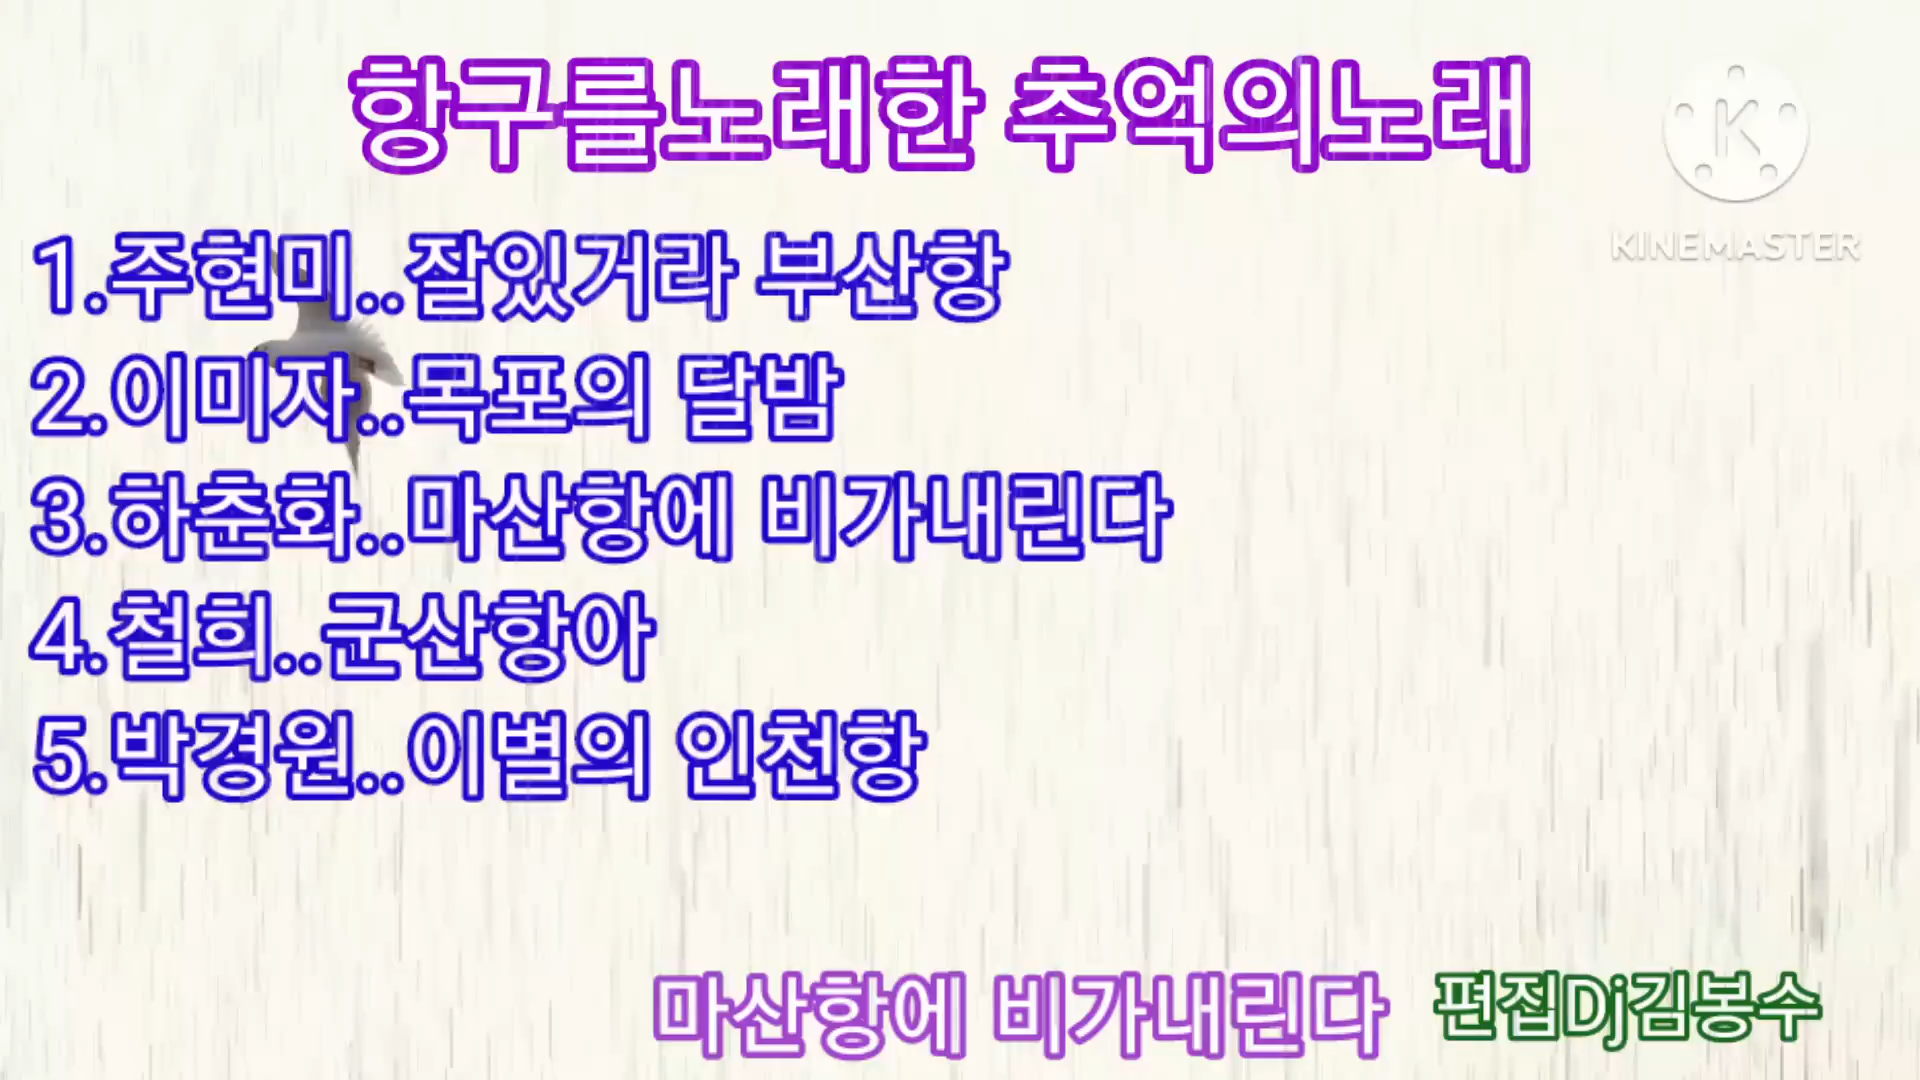 항구를노래한 추억의노래
KINEMASTER
1.주현미..잘있거라 부산항
2.이미자..목포의 달밤
3.하춘화..마산항에 비가내린다
4.철희..군산항아
5.박경원..이별의 인천항
마산항에 비가내린다
편집Dj김봉수